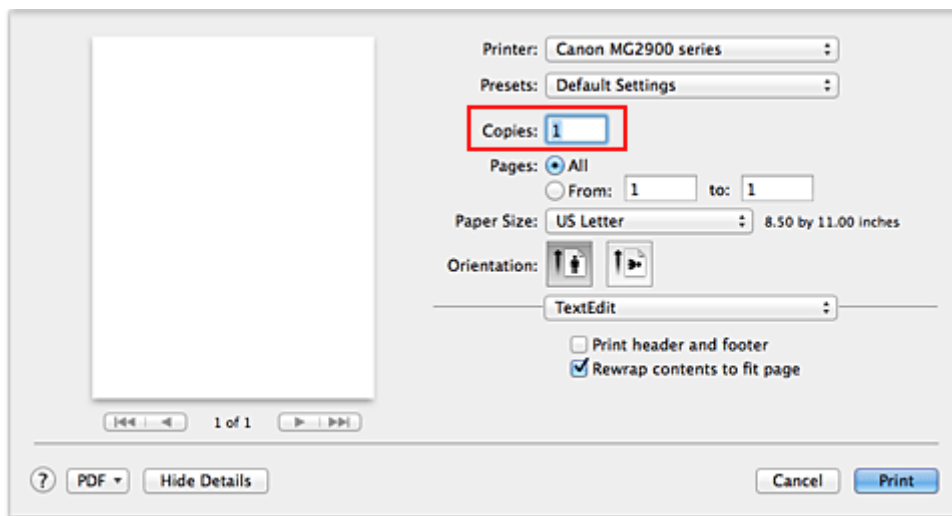 Printer: Canon MG2900 series
Presets: Default Settings
Copies: 1
Pages: All
From: 1 to: 1
Paper Size: US Letter 8.50 by 11.00 inches
Orientation:
TextEdit
Print header and footer
Rewrap contents to fit page
1 of 1
? PDF Hide Details Cancel Print